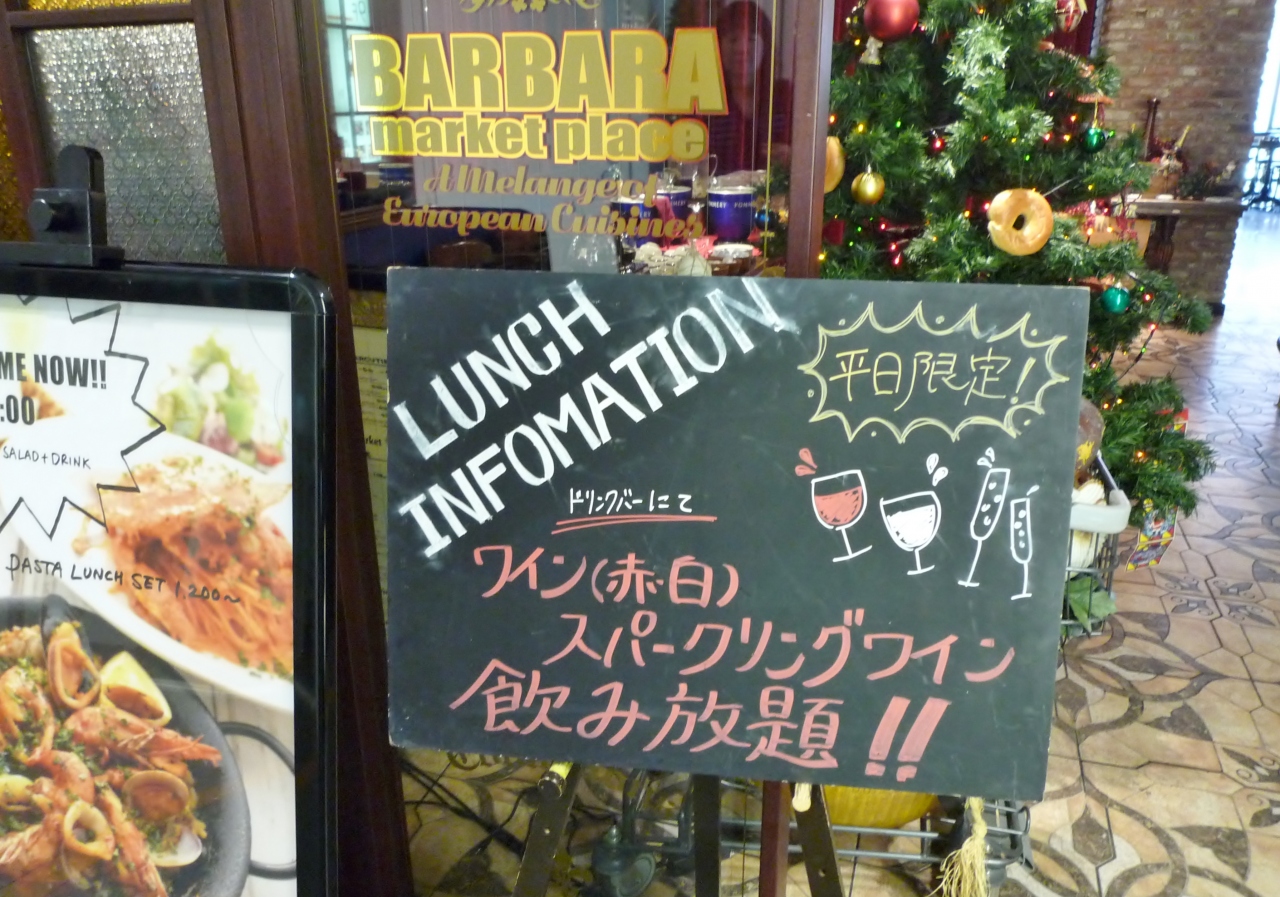 BARBARA
market place
A Melange of
European Cuisines
ME NOW!!
:00
SALAD+DRINK
PASTA LUNCH SET 1,200~
LUNCH
INFOMATION
平日限定!
ドリンクバーにて
ワイン(赤・白)
スパークリングワイン
飲み放題!!